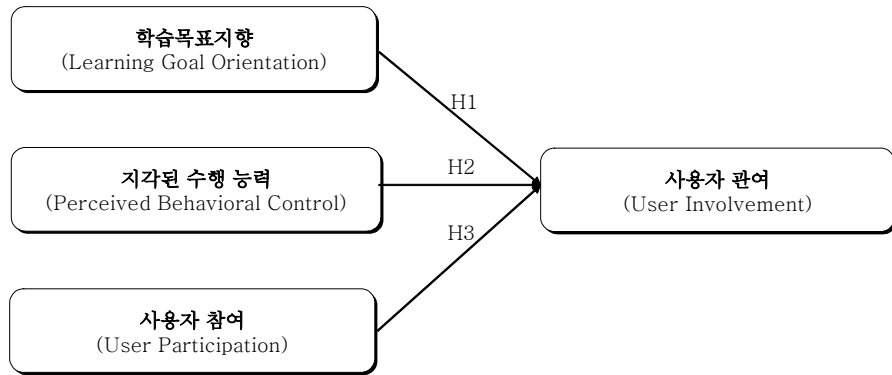 학습목표지향
(Learning Goal Orientation)
H1
지각된 수행 능력
(Perceived Behavioral Control)
H2
사용자 관여
(User Involvement)
H3
사용자 참여
(User Participation)